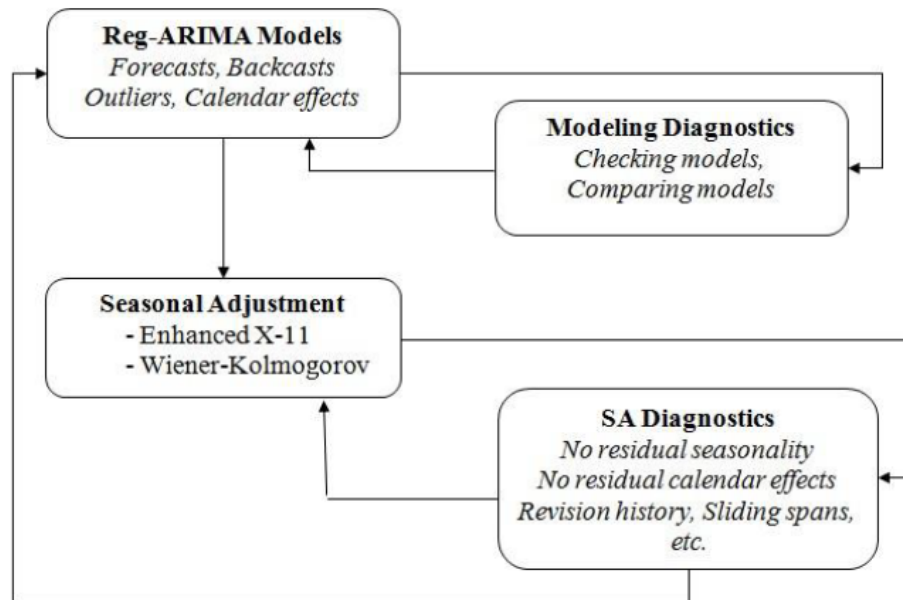 Reg-ARIMA Models
Forecasts, Backcasts
Outliers, Calendar effects
Modeling Diagnostics
Checking models,
Comparing models
Seasonal Adjustment
- Enhanced X-11
- Wiener-Kolmogorov
SA Diagnostics
No residual seasonality
No residual calendar effects
Revision history, Sliding spans,
etc.